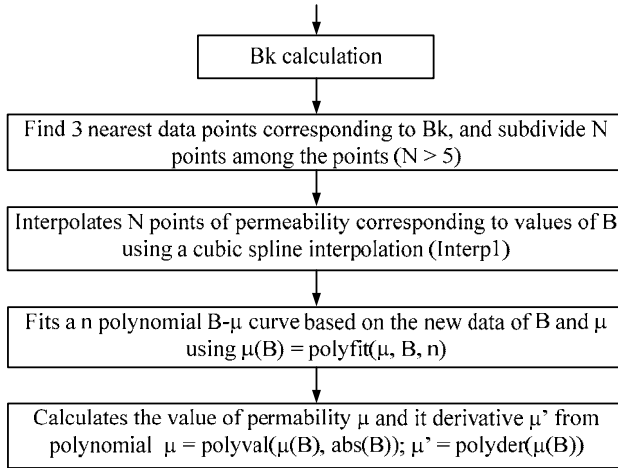 Bk calculation
Find 3 nearest data points corresponding to Bk, and subdivide N
points among the points (N > 5)
Interpolates N points of permeability corresponding to values of B
using a cubic spline interpolation (Interp1)
Fits a n polynomial B-μ curve based on the new data of B and μ
using μ(B) = polyfit(μ, B, n)
Calculates the value of permability μ and it derivative μ’ from
polynomial μ = polyval(μ(B), abs(B)); μ’ = polyder(μ(B))